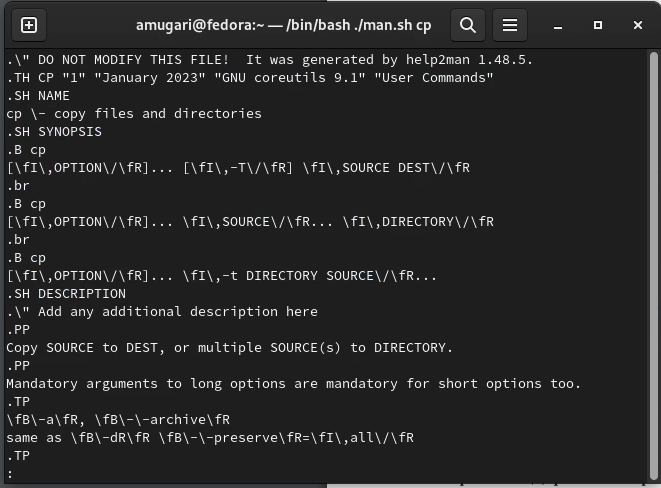 amugari@fedora:~ — /bin/bash ./man.sh cp
.\" DO NOT MODIFY THIS FILE!  It was generated by help2man 1.48.5.
.TH CP "1" "January 2023" "GNU coreutils 9.1" "User Commands"
.SH NAME
cp \- copy files and directories
.SH SYNOPSIS
.B cp
[\fI\,OPTION\/\fR]... [\fI\,-T\/\fR] \fI\,SOURCE DEST\/\fR
.br
.B cp
[\fI\,OPTION\/\fR]... \fI\,SOURCE\/\fR... \fI\,DIRECTORY\/\fR
.br
.B cp
[\fI\,OPTION\/\fR]... \fI\,-t DIRECTORY SOURCE\/\fR...
.SH DESCRIPTION
.\" Add any additional description here
.PP
Copy SOURCE to DEST, or multiple SOURCE(s) to DIRECTORY.
.PP
Mandatory arguments to long options are mandatory for short options too.
.TP
\fB\-a\fR, \fB\-\-archive\fR
same as \fB\-dR\fR \fB\-\-preserve\fR=\fI\,all\/\fR
.TP
: